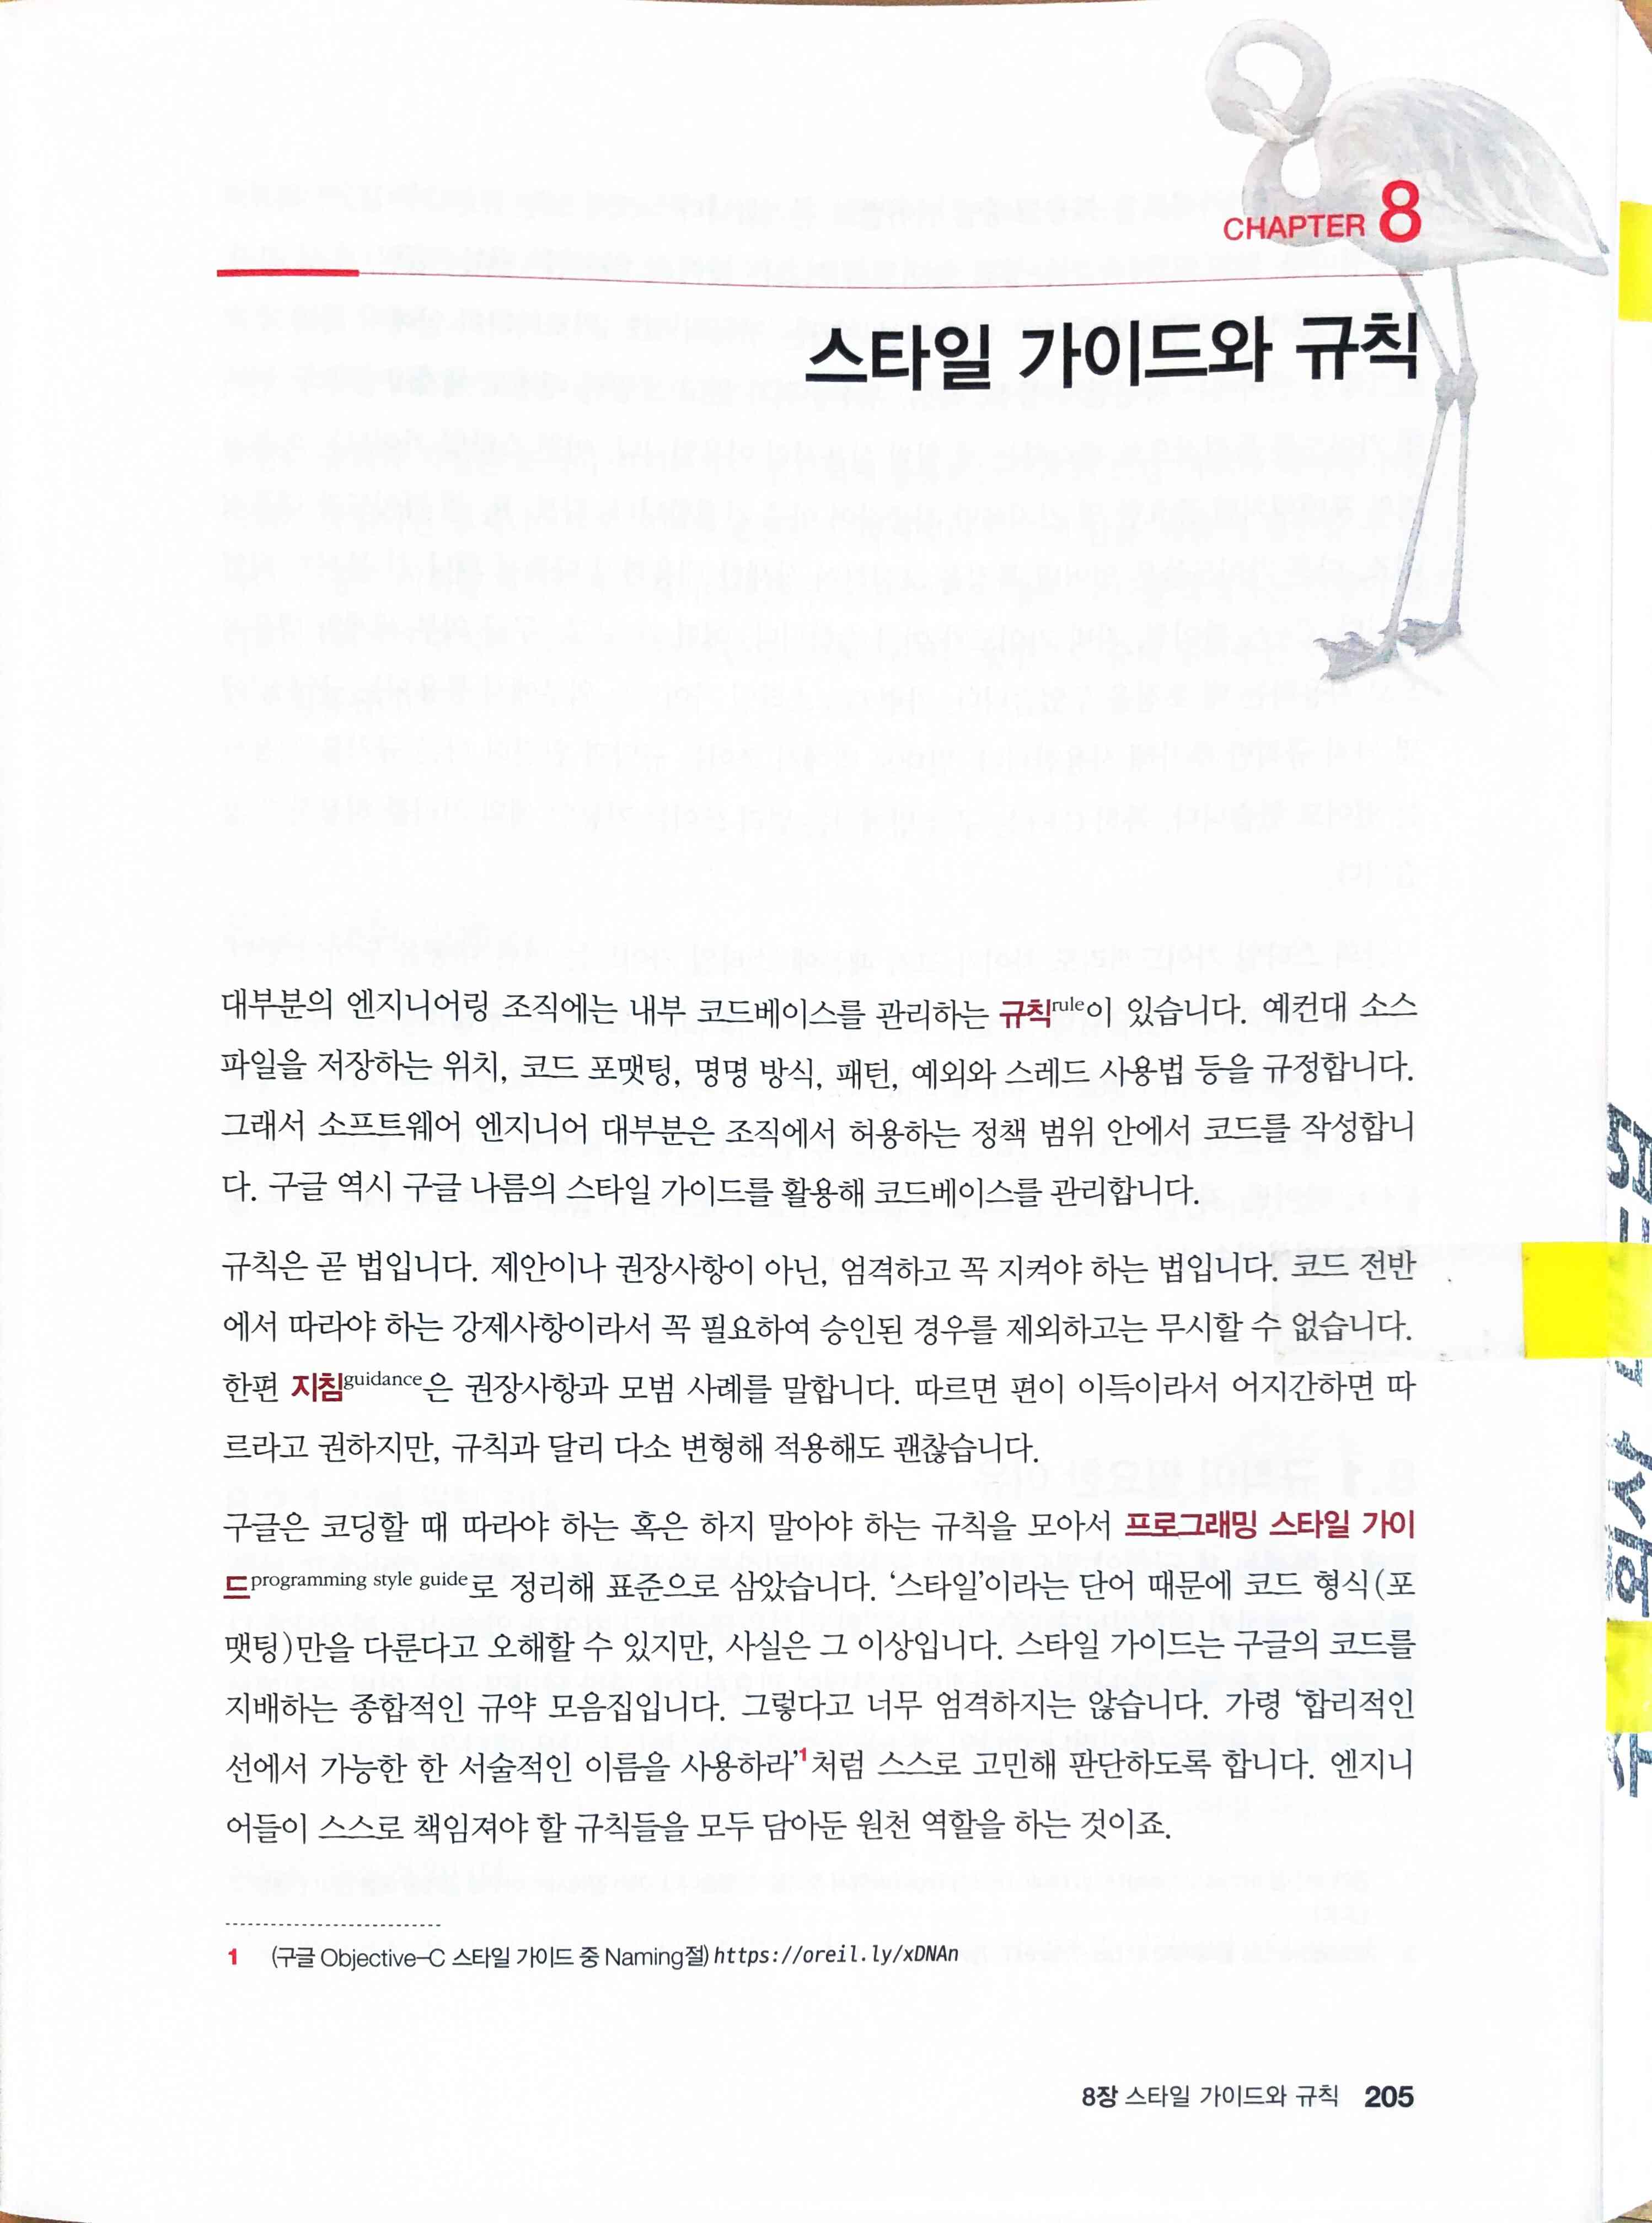 CHAPTER 8
스타일 가이드와 규칙
대부분의 엔지니어링 조직에는 내부 코드베이스를 관리하는 규칙rule이 있습니다. 예컨대 소스
파일을 저장하는 위치, 코드 포맷팅, 명명 방식, 패턴, 예외와 스레드 사용법 등을 규정합니다.
그래서 소프트웨어 엔지니어 대부분은 조직에서 허용하는 정책 범위 안에서 코드를 작성합니
다. 구글 역시 구글 나름의 스타일 가이드를 활용해 코드베이스를 관리합니다.
규칙은 곧 법입니다. 제안이나 권장사항이 아닌, 엄격하고 꼭 지켜야 하는 법입니다. 코드 전반
에서 따라야 하는 강제사항이라서 꼭 필요하여 승인된 경우를 제외하고는 무시할 수 없습니다.
한편 지침guidance은 권장사항과 모범 사례를 말합니다. 따르면 편이 이득이라서 어지간하면 따
르라고 권하지만, 규칙과 달리 다소 변형해 적용해도 괜찮습니다.
구글은 코딩할 때 따라야 하는 혹은 하지 말아야 하는 규칙을 모아서 프로그래밍 스타일 가이
드programming style guide로 정리해 표준으로 삼았습니다. ‘스타일’이라는 단어 때문에 코드 형식(포
맷팅)만을 다룬다고 오해할 수 있지만, 사실은 그 이상입니다. 스타일 가이드는 구글의 코드를
지배하는 종합적인 규약 모음집입니다. 그렇다고 너무 엄격하지는 않습니다. 가령 ‘합리적인
선에서 가능한 한 서술적인 이름을 사용하라’1처럼 스스로 고민해 판단하도록 합니다. 엔지니
어들이 스스로 책임져야 할 규칙들을 모두 담아둔 원천 역할을 하는 것이죠.
1 (구글 Objective-C 스타일 가이드 중 Naming절) https://oreil.ly/xDNAn
8장 스타일 가이드와 규칙 205